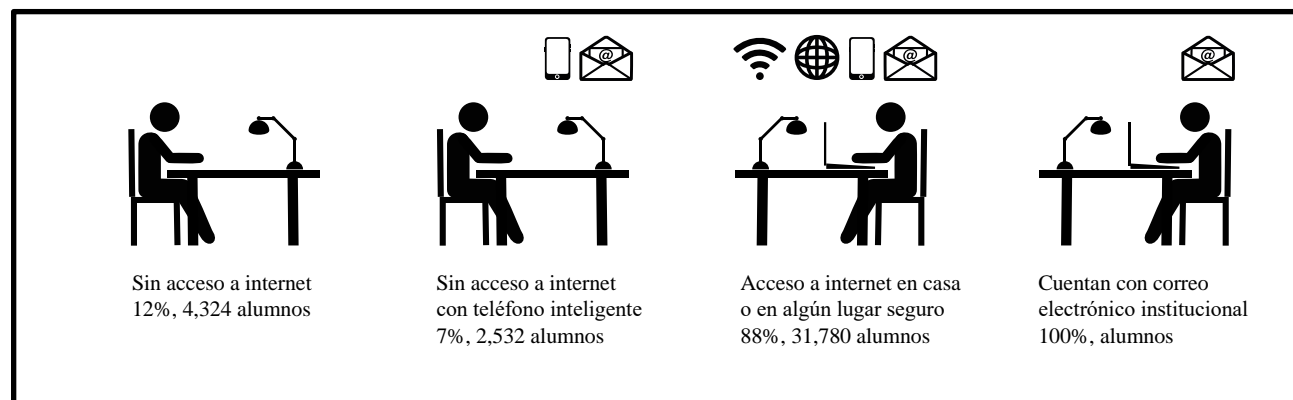 Sin acceso a internet
12%, 4,324 alumnos
Sin acceso a internet
con teléfono inteligente
7%, 2,532 alumnos
Acceso a internet en casa
o en algún lugar seguro
88%, 31,780 alumnos
Cuentan con correo
electrónico institucional
100%, alumnos